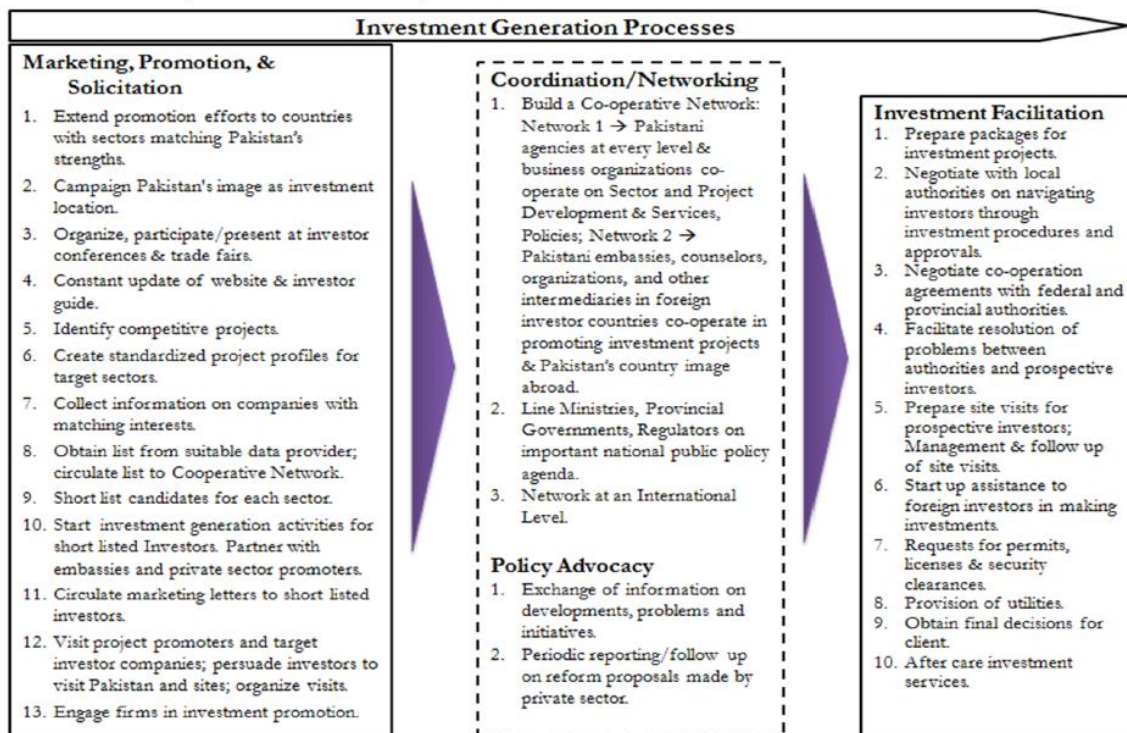 Investment Generation Processes
Marketing, Promotion, &
Solicitation
1. Extend promotion efforts to countries
with sectors matching Pakistan's
strengths.
2. Campaign Pakistan's image as investment
location.
3. Organize, participate/present at investor
conferences & trade fairs.
4. Constant update of website & investor
guide.
5. Identify competitive projects.
6. Create standardized project profiles for
target sectors.
7. Collect information on companies with
matching interests.
8. Obtain list from suitable data provider;
circulate list to Cooperative Network.
9. Short list candidates for each sector.
10. Start investment generation activities for
short listed Investors. Partner with
embassies and private sector promoters.
11. Circulate marketing letters to short listed
investors.
12. Visit project promoters and target
investor companies; persuade investors to
visit Pakistan and sites; organize visits.
13. Engage firms in investment promotion.
Coordination/Networking
1. Build a Co-operative Network:
Network 1 → Pakistani
agencies at every level &
business organizations co-
operate on Sector and Project
Development & Services,
Policies; Network 2 →
Pakistani embassies, counselors,
organizations, and other
intermediaries in foreign
investor countries co-operate in
promoting investment projects
& Pakistan's country image
abroad.
2. Line Ministries, Provincial
Governments, Regulators on
important national public policy
agenda.
3. Network at an International
Level.
Policy Advocacy
1. Exchange of information on
developments, problems and
initiatives.
2. Periodic reporting/follow up
on reform proposals made by
private sector.
Investment Facilitation
1. Prepare packages for
investment projects.
2. Negotiate with local
authorities on navigating
investors through
investment procedures and
approvals.
3. Negotiate co-operation
agreements with federal and
provincial authorities.
4. Facilitate resolution of
problems between
authorities and prospective
investors.
5. Prepare site visits for
prospective investors;
Management & follow up
of site visits.
6. Start up assistance to
foreign investors in making
investments.
7. Requests for permits,
licenses & security
clearances.
8. Provision of utilities.
9. Obtain final decisions for
client.
10. After care investment
services.